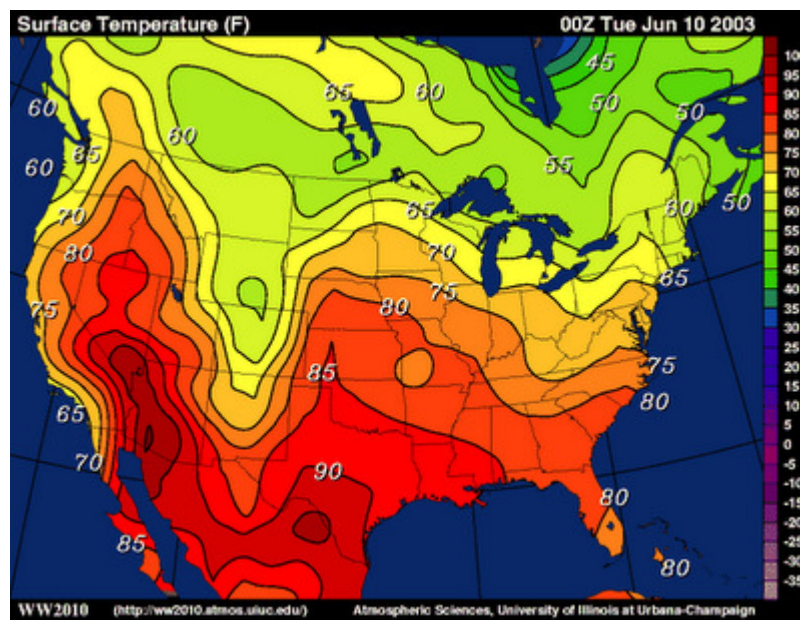 Surface Temperature (F) 00Z Tue Jun 10 2003
45
100
95
65 60 50 50 90
60 85
60 80
65 55 75
60 70
65 60 50 65
70 60
80 70 55
75 65 50
75 80 45
40
85 75 35
65 80 30
25
70 90 20
80 15
85 10
80 5
0
-5
-10
-15
-20
-25
-30
-35
WW2010 (http://ww2010.atmos.uiuc.edu/) Atmospheric Sciences, University of Illinois at Urbana-Champaign